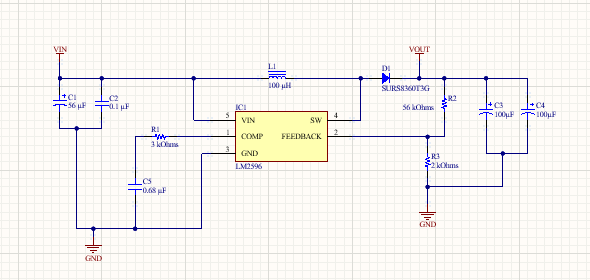 VIN
VOUT
L1
100 µH
D1
SURS8360T3G
C1
56 µF
C2
0.1 µF
R2
56 kOhms
C3
100µF
C4
100µF
IC1
5
VIN
SW
4
1
COMP
FEEDBACK
2
3
GND
LM2596
R1
3 kOhms
R3
2 kOhms
C5
0.68 µF
GND
GND